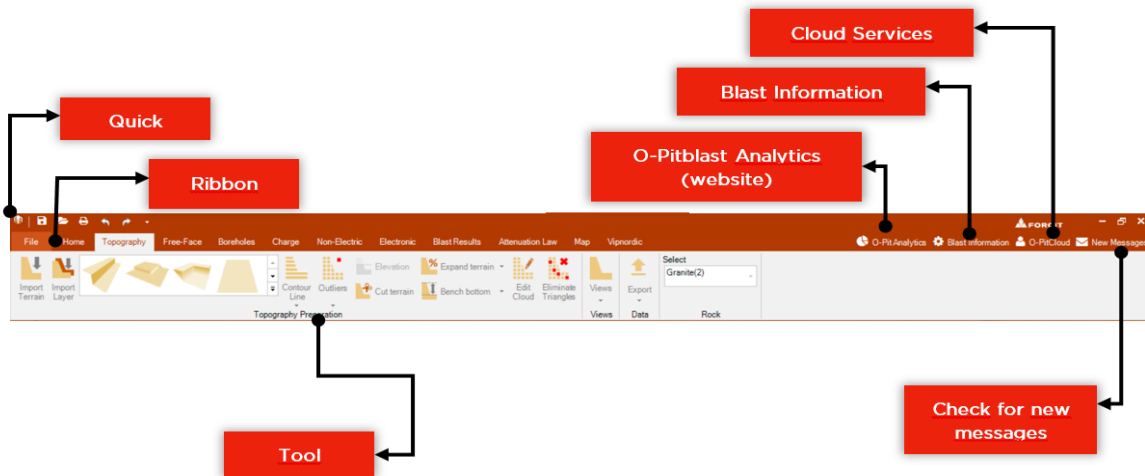 Cloud Services
Blast Information
Quick
O-Pitblast Analytics
(website)
Ribbon
FORCIT
File Home Topography Free-Face Boreholes Charge Non-Electric Electronic Blast Results Attenuation Law Map Vipnordic O-PitAnalytics Blast Information O-PitCloud New Messages
Import Terrain
Import Layer
Contour Line
Outliers
Elevation
Cut terrain
Expand terrain
Bench bottom
Edit Cloud
Eliminate Triangles
Views
Export
Select
Granite(2)
Topography Preparation Views Data Rock
Check for new
messages
Tool